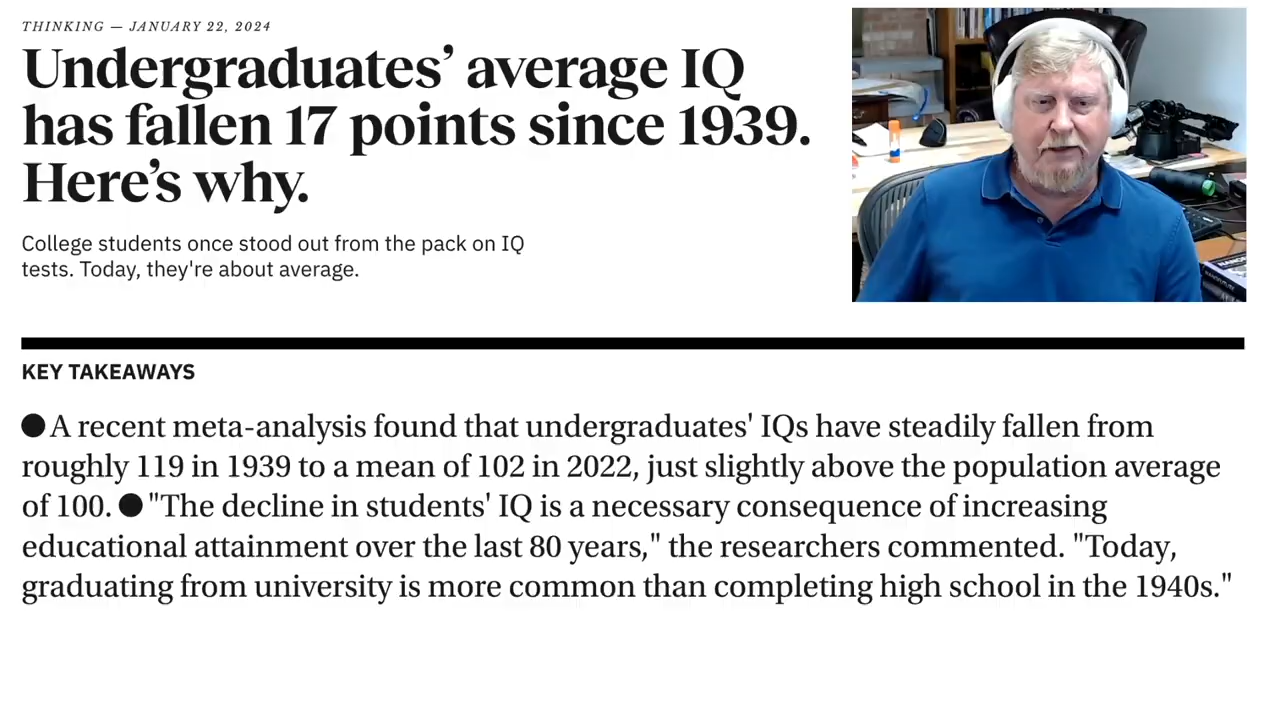 THINKING — JANUARY 22, 2024
Undergraduates’ average IQ
has fallen 17 points since 1939.
Here’s why.
College students once stood out from the pack on IQ
tests. Today, they're about average.
KEY TAKEAWAYS
● A recent meta-analysis found that undergraduates' IQs have steadily fallen from
roughly 119 in 1939 to a mean of 102 in 2022, just slightly above the population average
of 100. ● "The decline in students' IQ is a necessary consequence of increasing
educational attainment over the last 80 years," the researchers commented. "Today,
graduating from university is more common than completing high school in the 1940s."